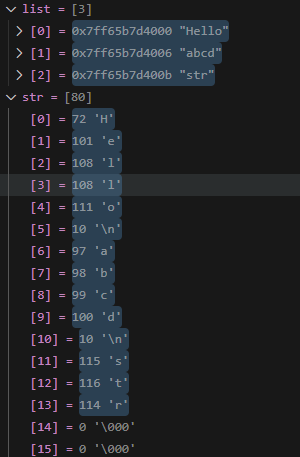 list = [3]
[0] = 0x7ff65b7d4000 "Hello"
[1] = 0x7ff65b7d4006 "abcd"
[2] = 0x7ff65b7d400b "str"
str = [80]
[0] = 72 'H'
[1] = 101 'e'
[2] = 108 'l'
[3] = 108 'l'
[4] = 111 'o'
[5] = 10 '\n'
[6] = 97 'a'
[7] = 98 'b'
[8] = 99 'c'
[9] = 100 'd'
[10] = 10 '\n'
[11] = 115 's'
[12] = 116 't'
[13] = 114 'r'
[14] = 0 '\000'
[15] = 0 '\000'